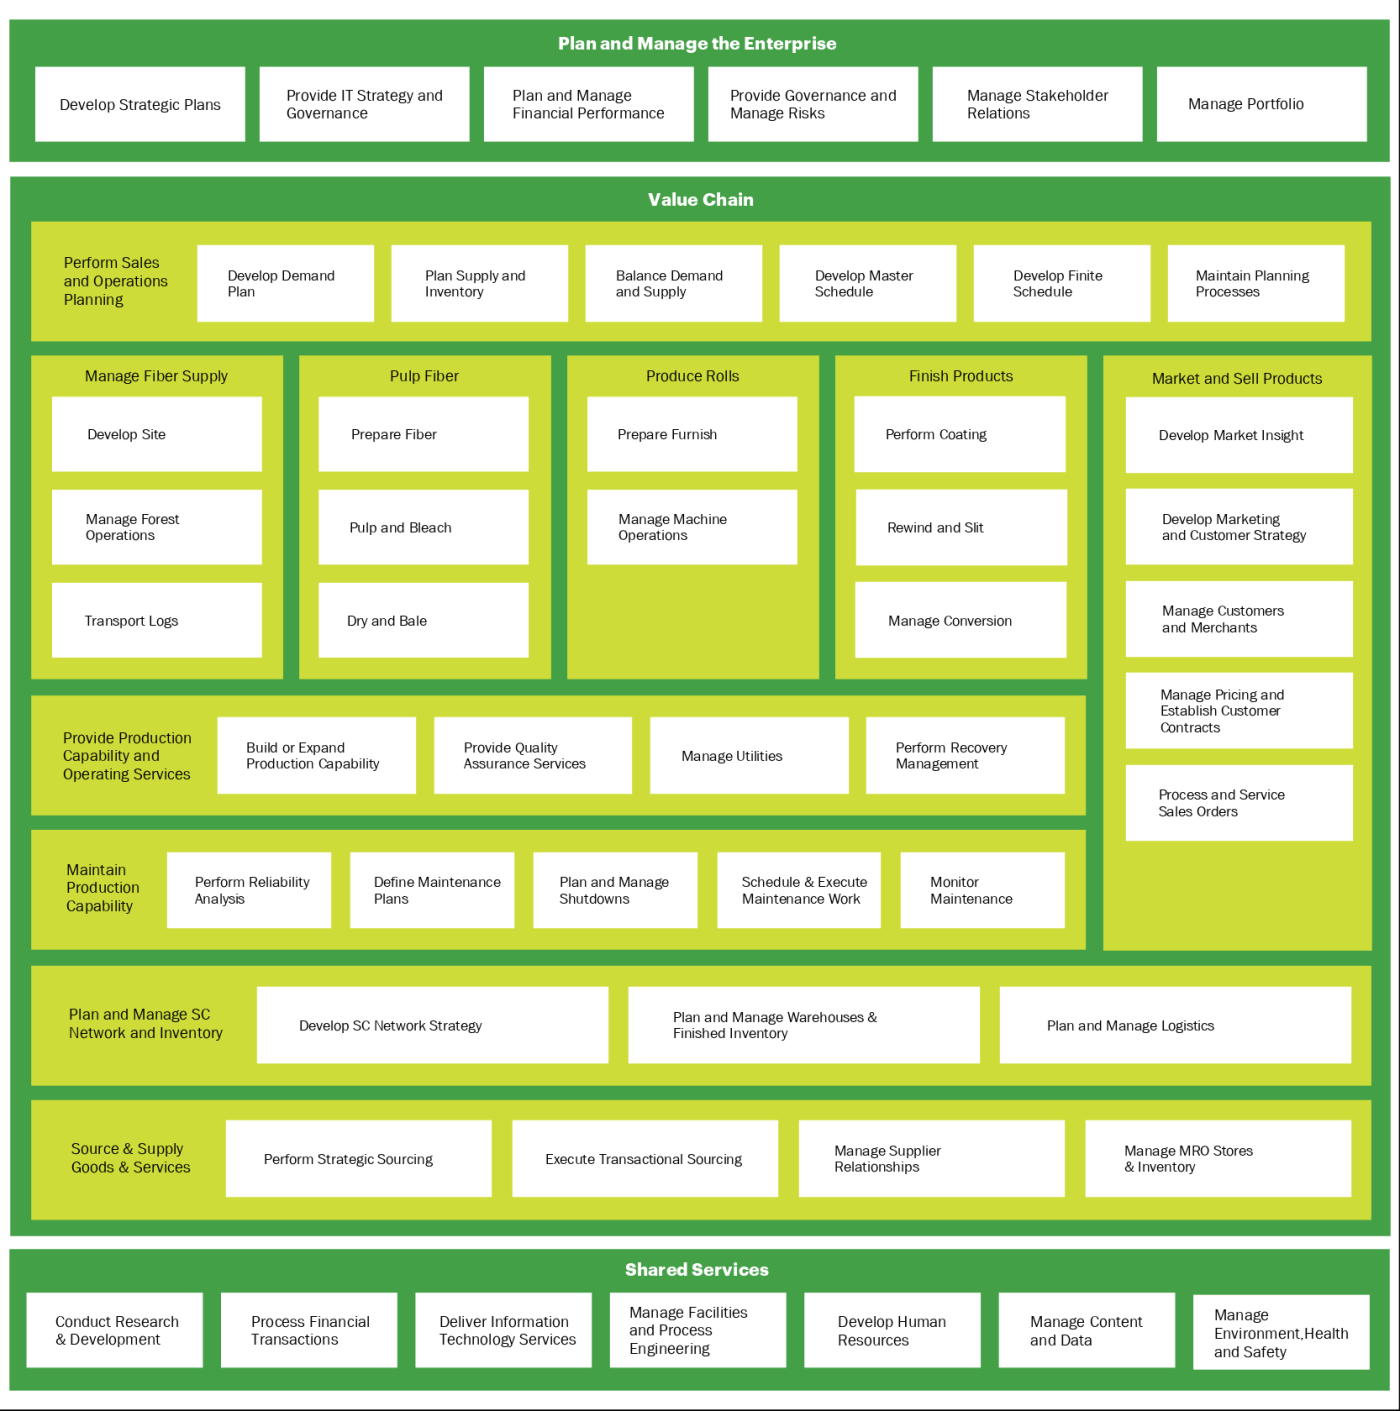 Plan and Manage the Enterprise
Develop Strategic Plans
Provide IT Strategy and
Governance
Plan and Manage
Financial Performance
Provide Governance and
Manage Risks
Manage Stakeholder
Relations
Manage Portfolio
Value Chain
Perform Sales
and Operations
Planning
Develop Demand
Plan
Plan Supply and
Inventory
Balance Demand
and Supply
Develop Master
Schedule
Develop Finite
Schedule
Maintain Planning
Processes
Manage Fiber Supply
Develop Site
Manage Forest
Operations
Transport Logs
Pulp Fiber
Prepare Fiber
Pulp and Bleach
Dry and Bale
Produce Rolls
Prepare Furnish
Manage Machine
Operations
Finish Products
Perform Coating
Rewind and Slit
Manage Conversion
Market and Sell Products
Develop Market Insight
Develop Marketing
and Customer Strategy
Manage Customers
and Merchants
Manage Pricing and
Establish Customer
Contracts
Process and Service
Sales Orders
Provide Production
Capability and
Operating Services
Build or Expand
Production Capability
Provide Quality
Assurance Services
Manage Utilities
Perform Recovery
Management
Maintain
Production
Capability
Perform Reliability
Analysis
Define Maintenance
Plans
Plan and Manage
Shutdowns
Schedule & Execute
Maintenance Work
Monitor
Maintenance
Plan and Manage SC
Network and Inventory
Develop SC Network Strategy
Plan and Manage Warehouses &
Finished Inventory
Plan and Manage Logistics
Source & Supply
Goods & Services
Perform Strategic Sourcing
Execute Transactional Sourcing
Manage Supplier
Relationships
Manage MRO Stores
& Inventory
Shared Services
Conduct Research
& Development
Process Financial
Transactions
Deliver Information
Technology Services
Manage Facilities
and Process
Engineering
Develop Human
Resources
Manage Content
and Data
Manage
Environment,Health
and Safety